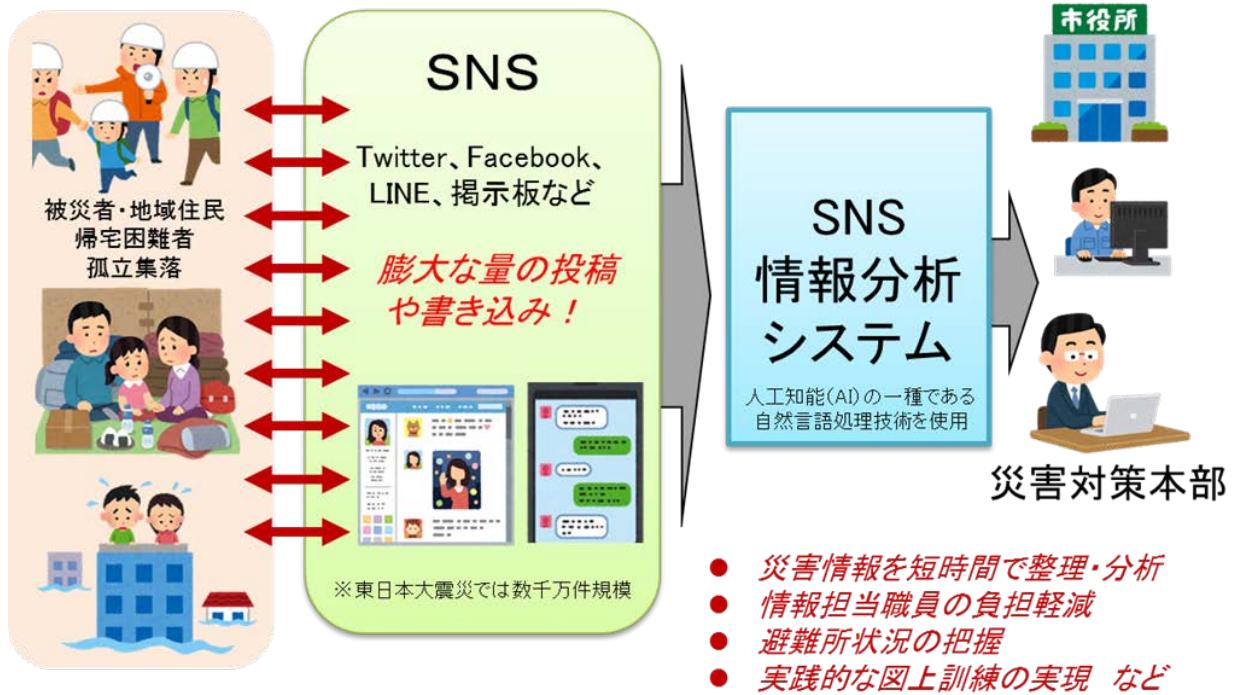 被災者・地域住民
帰宅困難者
孤立集落
SNS
Twitter、Facebook、
LINE、掲示板など
膨大な量の投稿
や書き込み！
※東日本大震災では数千万件規模
SNS
情報分析
システム
人工知能(AI)の一種である
自然言語処理技術を使用
市役所
災害対策本部
● 災害情報を短時間で整理・分析
● 情報担当職員の負担軽減
● 避難所状況の把握
● 実践的な図上訓練の実現 など